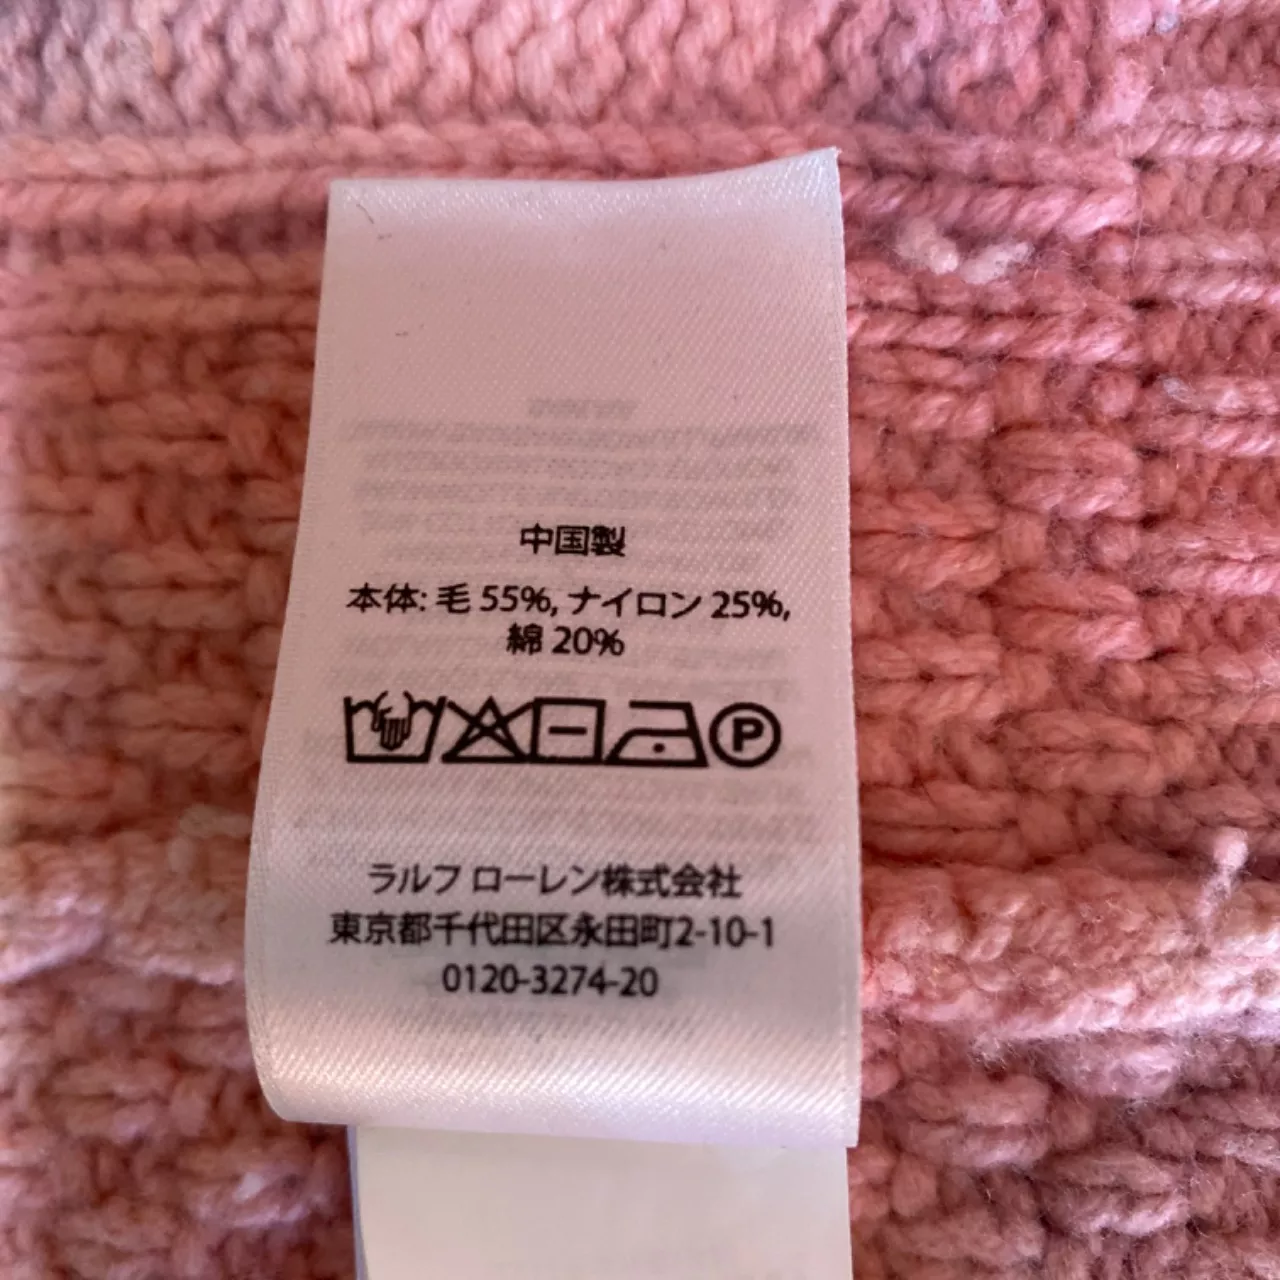 中国製
本体: 毛 55%, ナイロン 25%,
綿 20%
P
ラルフ ローレン株式会社
東京都千代田区永田町2-10-1
0120-3274-20